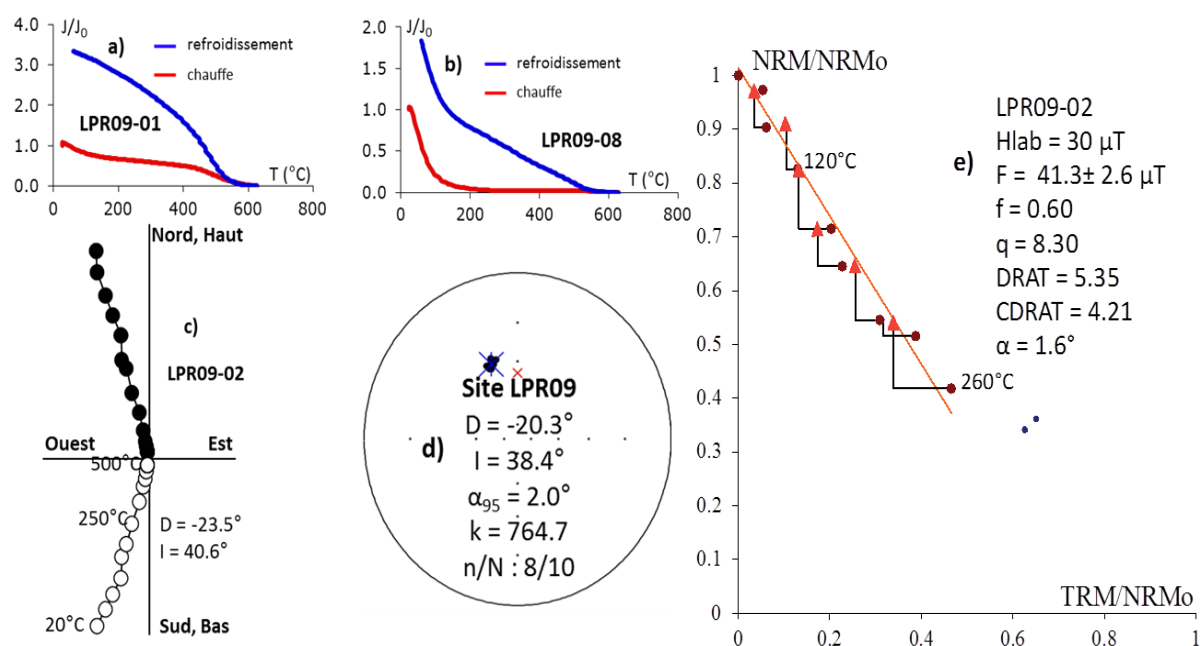 J/J0
4.0
3.0
2.0
1.0
0.0
a)
refroidissement
chauffe
LPR09-01
T (°C)
0 200 400 600 800
J/J0
2.0
1.5
1.0
0.5
0.0
b)
refroidissement
chauffe
LPR09-08
T (°C)
0 200 400 600 800
Nord, Haut
c)
LPR09-02
Ouest
Est
500°C
250°C
D = -23.5°
I = 40.6°
20°C
Sud, Bas
d)
Site LPR09
D = -20.3°
I = 38.4°
α95 = 2.0°
k = 764.7
n/N : 8/10
NRM/NRMo
1
0.9
0.8
0.7
0.6
0.5
0.4
0.3
0.2
0.1
0
120°C
260°C
e)
LPR09-02
Hlab = 30 µT
F = 41.3± 2.6 µT
f = 0.60
q = 8.30
DRAT = 5.35
CDRAT = 4.21
α = 1.6°
TRM/NRMo
0 0.2 0.4 0.6 0.8 1